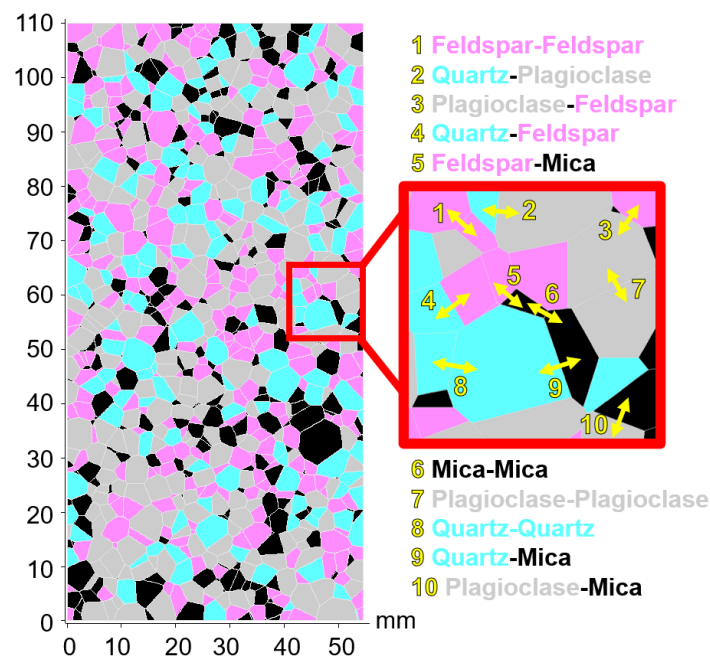 110
100
90
80
70
60
50
40
30
20
10
0
0 10 20 30 40 50 mm
1 Feldspar-Feldspar
2 Quartz-Plagioclase
3 Plagioclase-Feldspar
4 Quartz-Feldspar
5 Feldspar-Mica
1 2
3
5
7
6
4
8
9
10
6 Mica-Mica
7 Plagioclase-Plagioclase
8 Quartz-Quartz
9 Quartz-Mica
10 Plagioclase-Mica